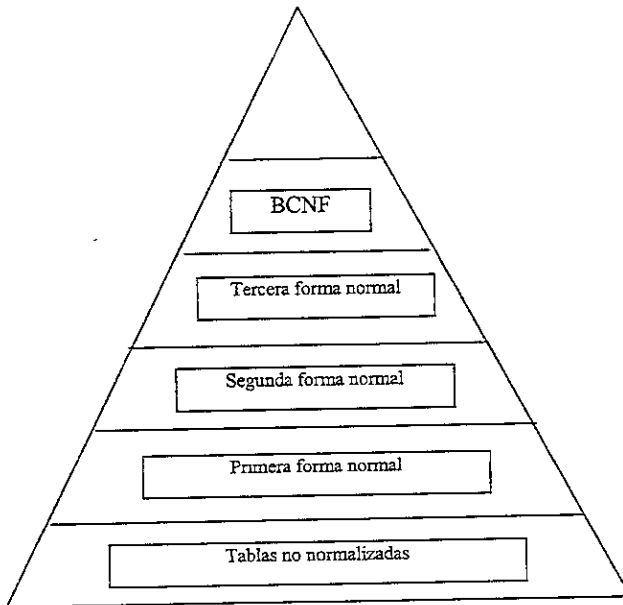 BCNF
Tercera forma normal
Segunda forma normal
Primera forma normal
Tablas no normalizadas